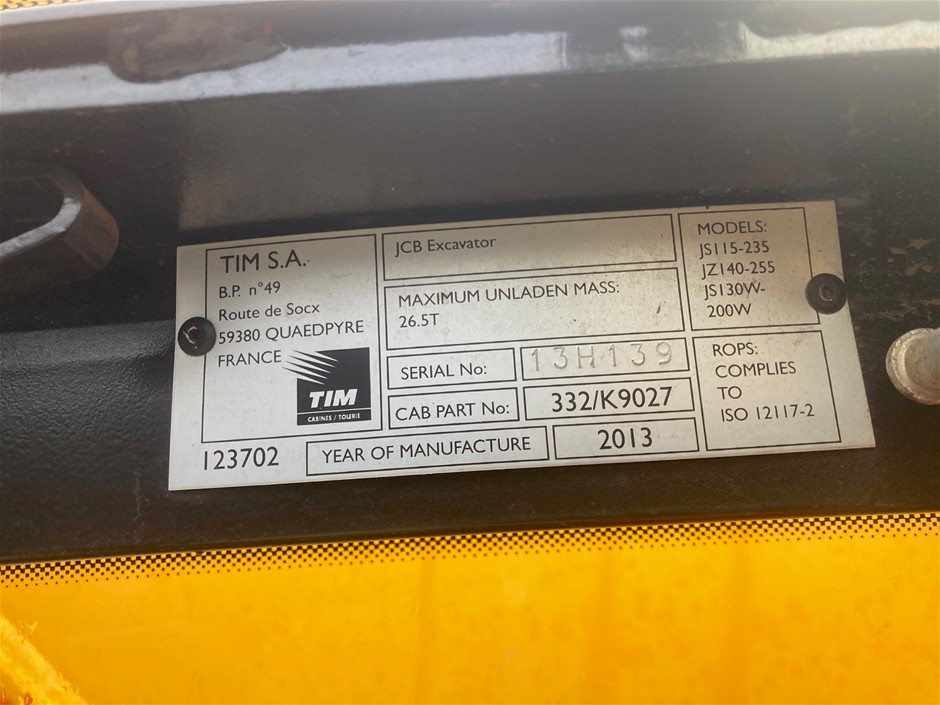 TIM S.A.
B.P. n°49
Route de Socx
59380 QUAEDPYRE
FRANCE
TIM
CABINES / TOLERIE
123702
JCB Excavator
MAXIMUM UNLADEN MASS:
26.5T
SERIAL No:
13H139
CAB PART No:
332/K9027
YEAR OF MANUFACTURE
2013
MODELS:
JS115-235
JZ140-255
JS130W-
200W
ROPS:
COMPLIES
TO
ISO 12117-2